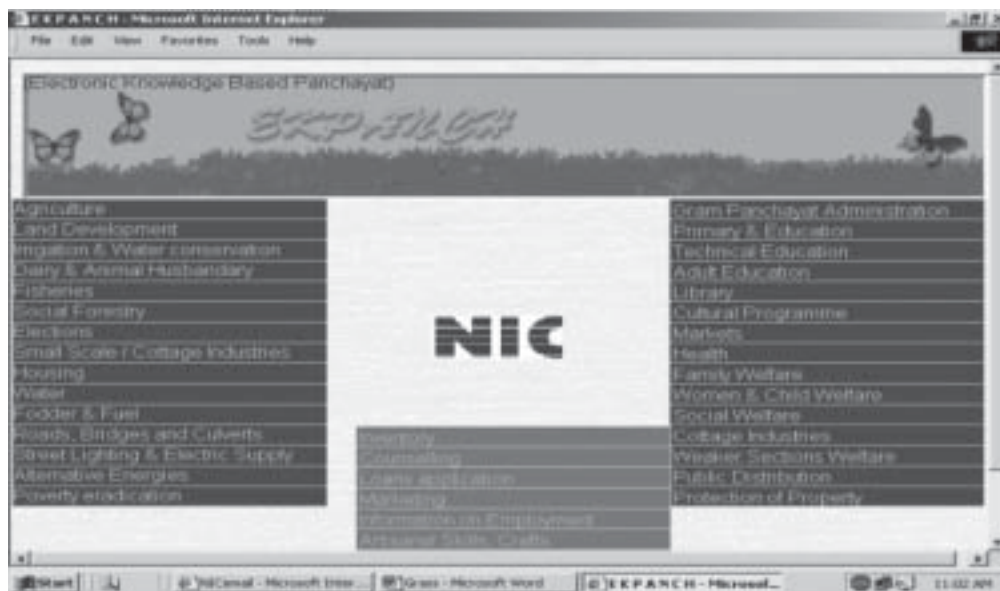 EKPANCH - Microsoft Internet Explorer
File Edit View Favorites Tools Help
(Electronic Knowledge Based Panchayat)
EKPANCH
Agriculture
Land Development
Irrigation & Water conservation
Dairy & Animal Husbandary
Fisheries
Social Forestry
Elections
Small Scale / Cottage Industries
Housing
Water
Fodder & Fuel
Roads, Bridges and Culverts
Street Lighting & Electric Supply
Alternative Energies
Poverty eradication
NIC
Inventory
Counselling
Loans application
Marketing
Information on Employment
Artisanal Skills, Crafts
Gram Panchayat Administration
Primary & Education
Technical Education
Adult Education
Library
Cultural Programme
Markets
Health
Family Welfare
Women & Child Welfare
Social Welfare
Cottage Industries
Weaker Sections Welfare
Public Distribution
Protection of Property
Start NICemail - Microsoft Inter... Grass - Microsoft Word EKPANCH - Microsof... 11:02 AM